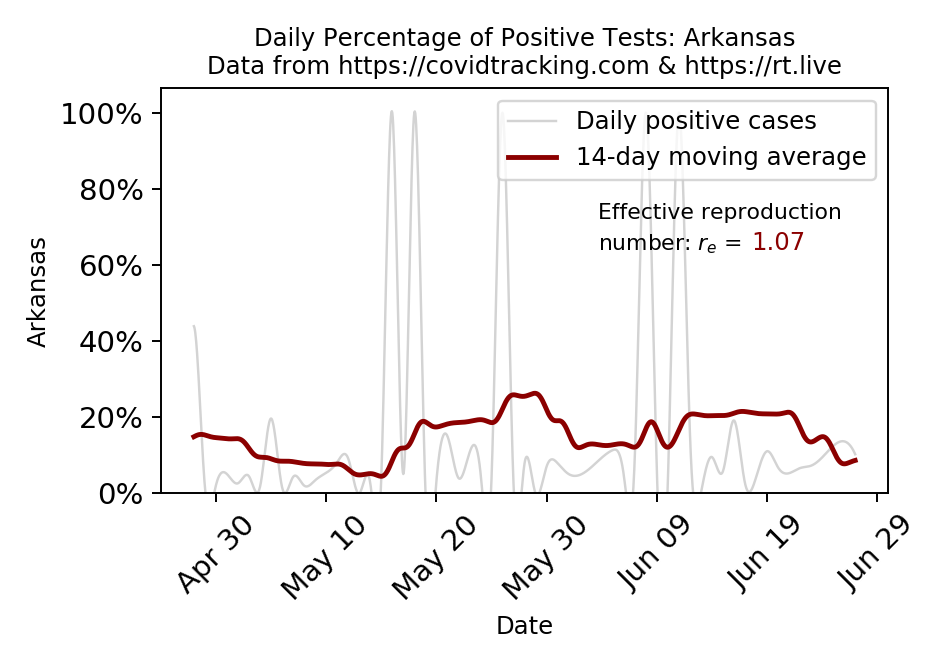 Daily Percentage of Positive Tests: Arkansas
Data from https://covidtracking.com & https://rt.live
100%
80%
60%
40%
20%
0%
Arkansas
Daily positive cases
14-day moving average
Effective reproduction
number: rₑ = 1.07
Apr 30
May 10
May 20
May 30
Jun 09
Jun 19
Jun 29
Date